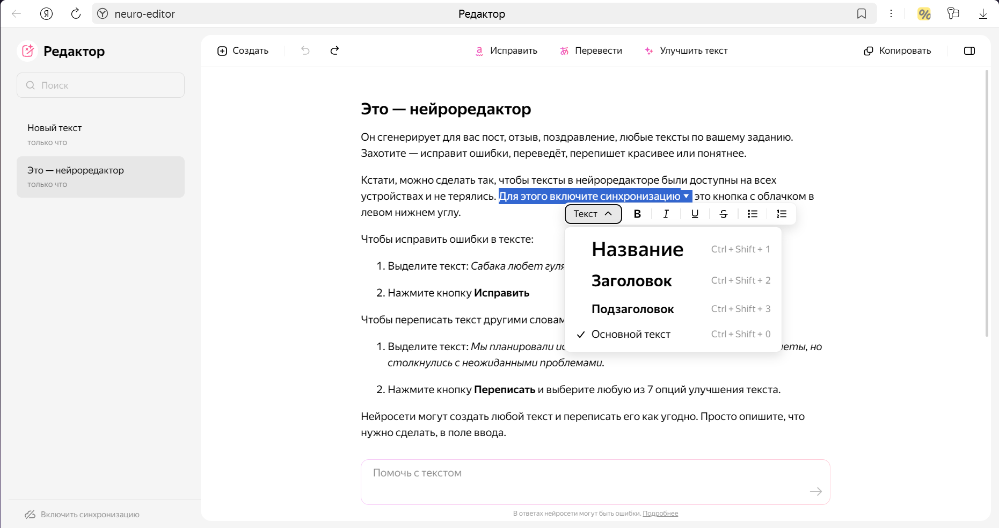 neuro-editor
Редактор
Редактор
Поиск
Новый текст
только что
Это — нейроредактор
только что
Включить синхронизацию
Создать
Исправить
Перевести
Улучшить текст
Копировать
Это — нейроредактор
Он сгенерирует для вас пост, отзыв, поздравление, любые тексты по вашему заданию.
Захотите — исправит ошибки, переведёт, перепишет красивее или понятнее.
Кстати, можно сделать так, чтобы тексты в нейроредакторе были доступны на всех
устройствах и не терялись. Для этого включите синхронизацию это кнопка с облачком в
левом нижнем углу.
Текст B I U S
Название Ctrl + Shift + 1
Заголовок Ctrl + Shift + 2
Подзаголовок Ctrl + Shift + 3
Основной текст Ctrl + Shift + 0
Чтобы исправить ошибки в тексте:
1. Выделите текст: Сабака любет гуля
2. Нажмите кнопку Исправить
Чтобы переписать текст другими словам
1. Выделите текст: Мы планировали ис еты, но
столкнулись с неожиданными проблемами.
2. Нажмите кнопку Переписать и выберите любую из 7 опций улучшения текста.
Нейросети могут создать любой текст и переписать его как угодно. Просто опишите, что
нужно сделать, в поле ввода.
Помочь с текстом
В ответах нейросети могут быть ошибки. Подробнее